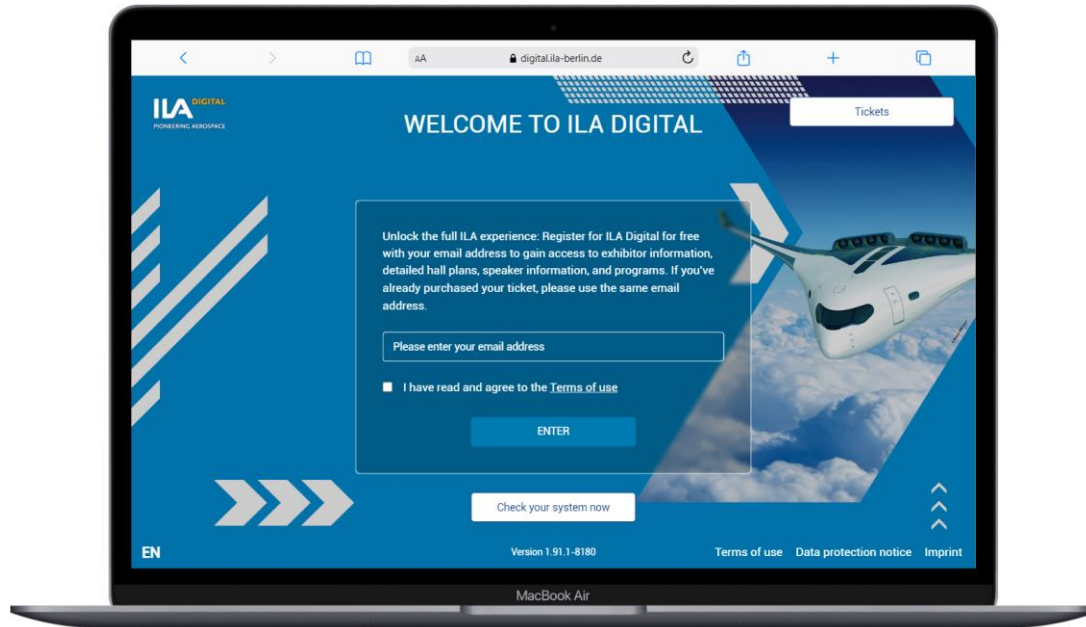 AA
digital.ila-berlin.de
ILA DIGITAL
PIONEERING AEROSPACE
Tickets
WELCOME TO ILA DIGITAL
Unlock the full ILA experience: Register for ILA Digital for free
with your email address to gain access to exhibitor information,
detailed hall plans, speaker information, and programs. If you've
already purchased your ticket, please use the same email
address.
Please enter your email address
I have read and agree to the Terms of use
ENTER
Check your system now
EN
Version 1.91.1-8180
Terms of use Data protection notice Imprint
MacBook Air